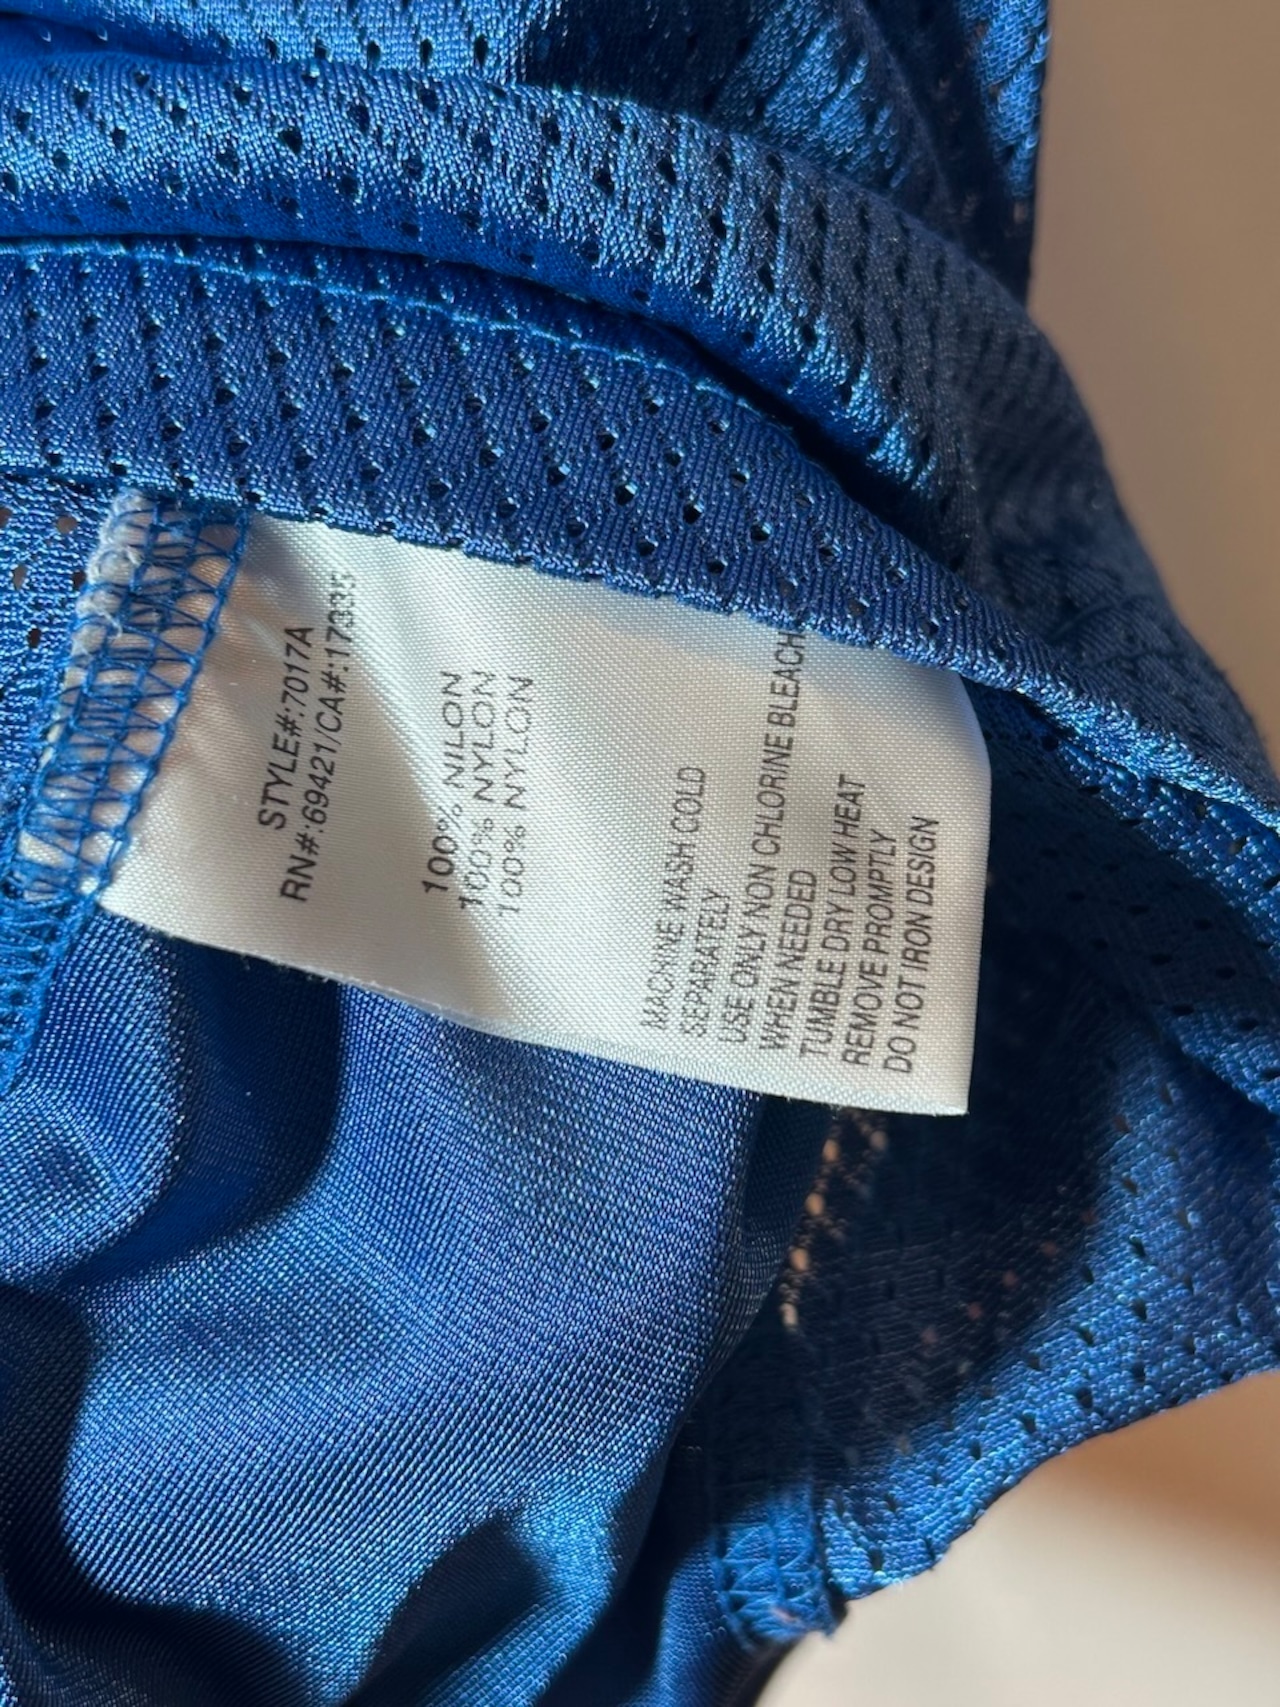 STYLE#:7017A
RN#:69421/CA#:17335
100% NILON
100% NYLON
100% NYLON
MACHINE WASH COLD
SEPARATELY
USE ONLY NON CHLORINE BLEACH
WHEN NEEDED
TUMBLE DRY LOW HEAT
REMOVE PROMPTLY
DO NOT IRON DESIGN